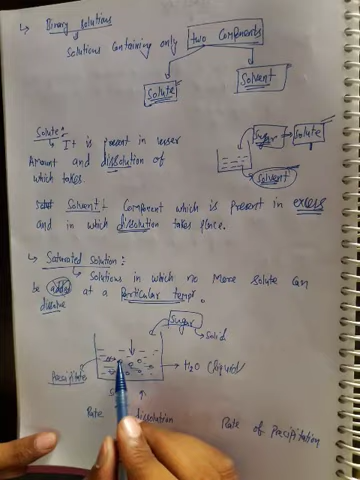 ↳ Binary solutions
↳ Solutions containing only two components
Solute Solvent
Solute:-
↳ It is present in lesser
Amount and dissolution of
which takes.
Sugar → Solute
Solvent
Solvent :- Component which is present in excess
and in which dissolution takes place.
↳ Saturated Solution:-
↳ Solutions in which no more solute can
be added at a particular temp.
dissolve
Sugar → Solid
→ H2O (liquid)
Precipitates
Rate dissolution Rate of Precipitation